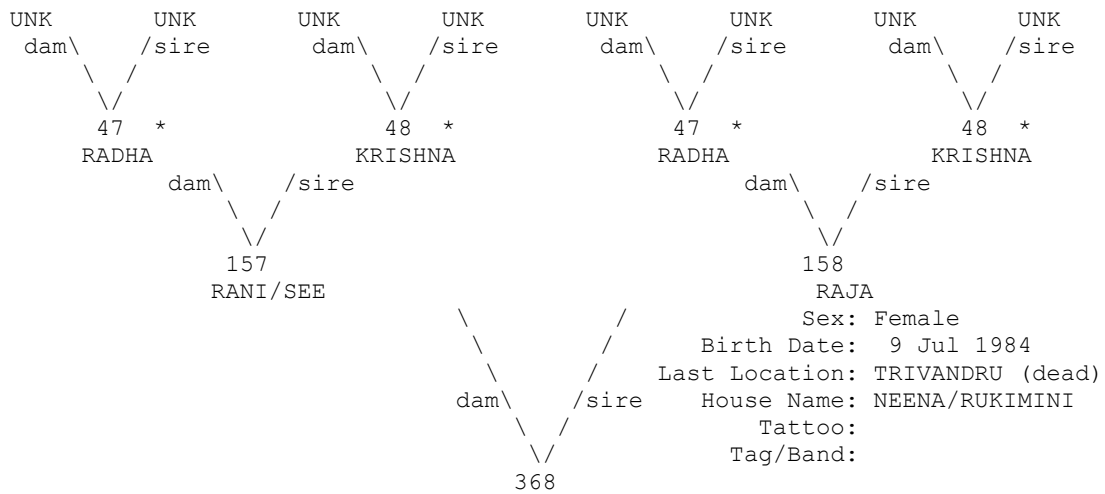 UNK UNK UNK UNK UNK UNK UNK UNK
dam\ /sire dam\ /sire dam\ /sire dam\ /sire
\ / \ / \ / \ /
\/ \/ \/ \/
47 * 48 * 47 * 48 *
RADHA KRISHNA RADHA KRISHNA
dam\ /sire dam\ /sire
\ / \ /
\/ \/
157 158
RANI/SEE RAJA
\ / Sex: Female
\ / Birth Date: 9 Jul 1984
\ / Last Location: TRIVANDRU (dead)
dam\ /sire House Name: NEENA/RUKIMINI
\ / Tattoo:
\/ Tag/Band:
368